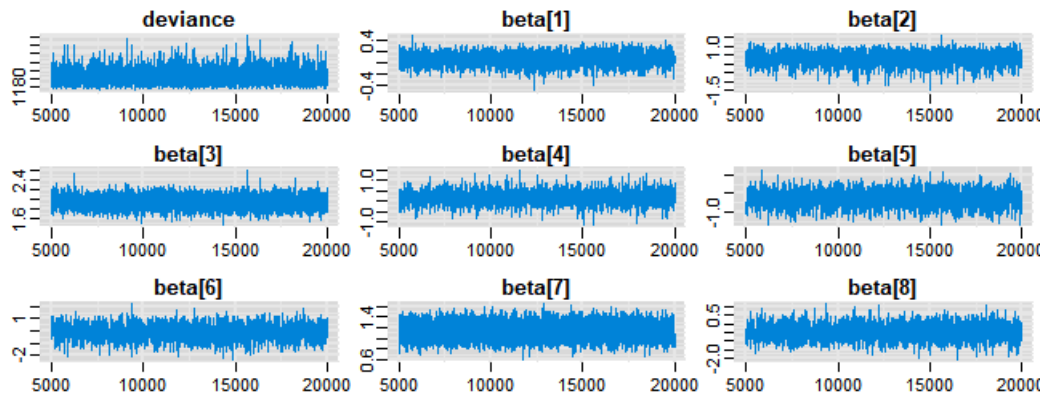 deviance beta[1] beta[2]
1180 0.4 -0.4 1.0 -1.5
5000 10000 15000 20000 5000 10000 15000 20000 5000 10000 15000 20000
beta[3] beta[4] beta[5]
2.4 1.6 1.0 -1.0 -1.0
5000 10000 15000 20000 5000 10000 15000 20000 5000 10000 15000 20000
beta[6] beta[7] beta[8]
1 -2 1.4 0.6 0.5 -2.0
5000 10000 15000 20000 5000 10000 15000 20000 5000 10000 15000 20000